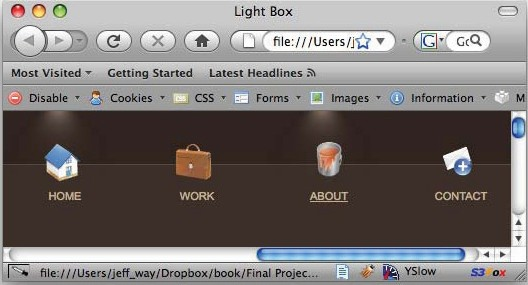 Light Box
file:///Users/j
G
Most Visited Getting Started Latest Headlines
Disable Cookies CSS Forms Images Information M
HOME WORK ABOUT CONTACT
file:///Users/jeff_way/Dropbox/book/Final Projec... YSlow